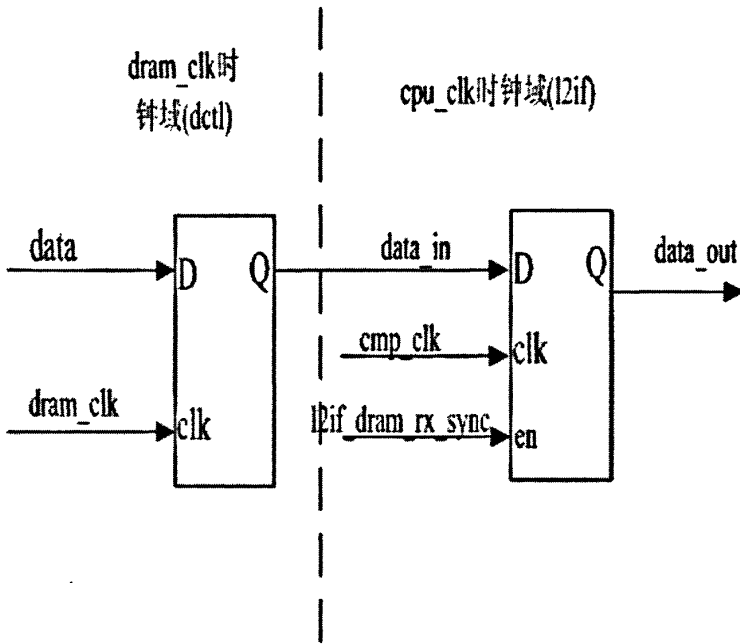 dram_clk时
钟域(dctl)
cpu_clk时钟域(l2if)
data
D
Q
data_in
D
Q
data_out
cmp_clk
clk
dram_clk
clk
l2if_dram_rx_sync
en